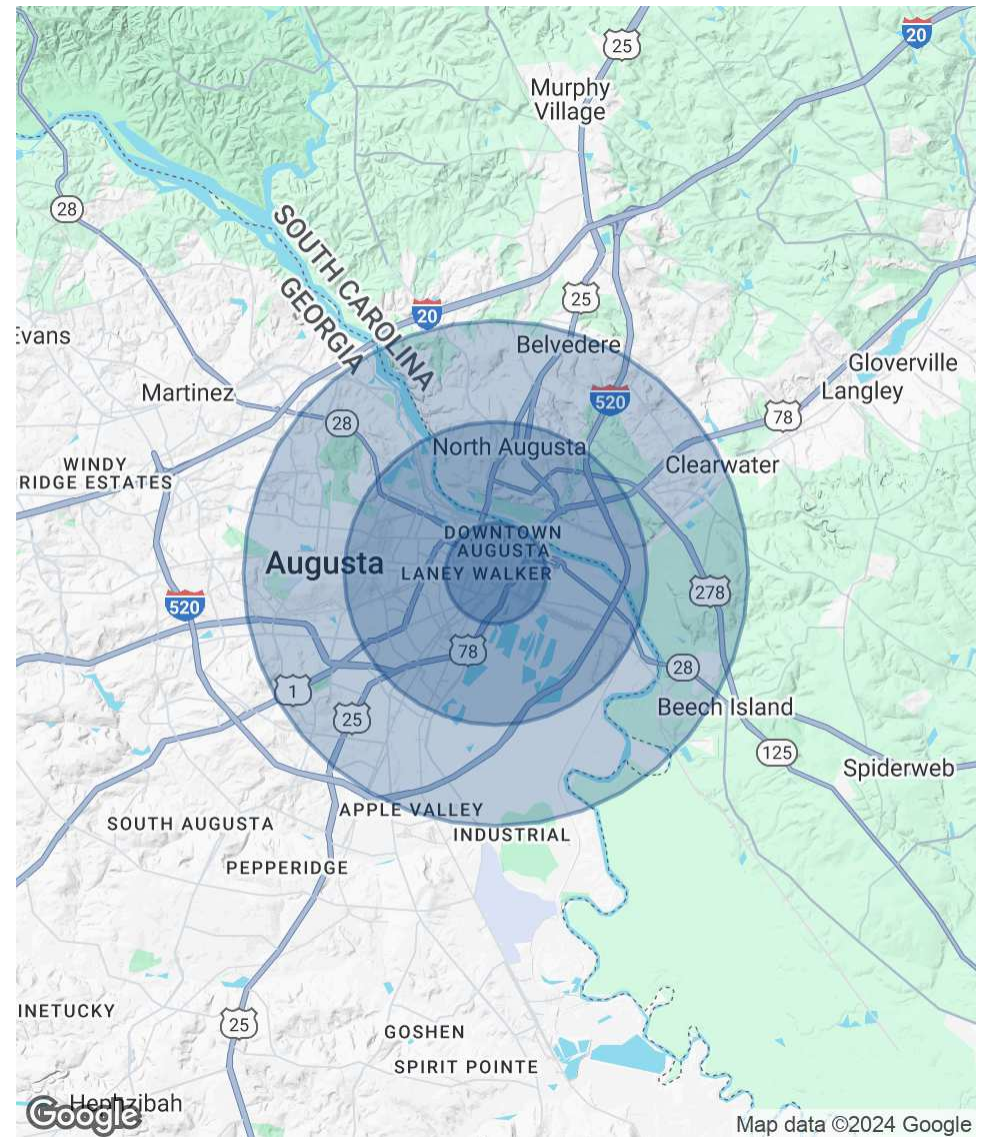 20
25
Murphy
Village
28
SOUTH CAROLINA
GEORGIA
20
25
Evans
Belvedere
Gloverville
Martinez
520
Langley
28
78
North Augusta
WINDY
RIDGE ESTATES
Clearwater
DOWNTOWN
AUGUSTA
Augusta
LANEY WALKER
520
278
78
28
1
25
Beech Island
125
Spiderweb
APPLE VALLEY
SOUTH AUGUSTA
INDUSTRIAL
PEPPERIDGE
INETUCKY
25
GOSHEN
SPIRIT POINTE
Hephzibah
Google
Map data ©2024 Google